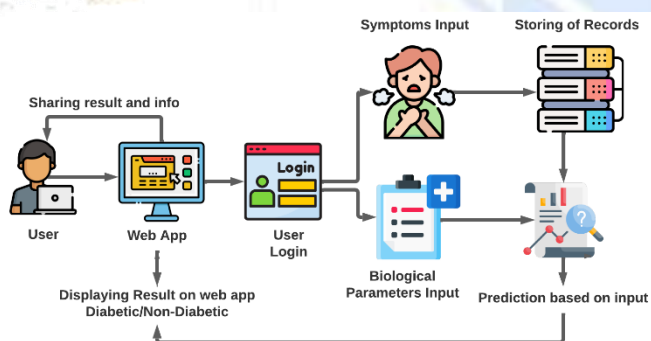 Symptoms Input
Storing of Records
Sharing result and info
Login
User
Web App
User
Login
Biological
Parameters Input
Prediction based on input
Displaying Result on web app
Diabetic/Non-Diabetic